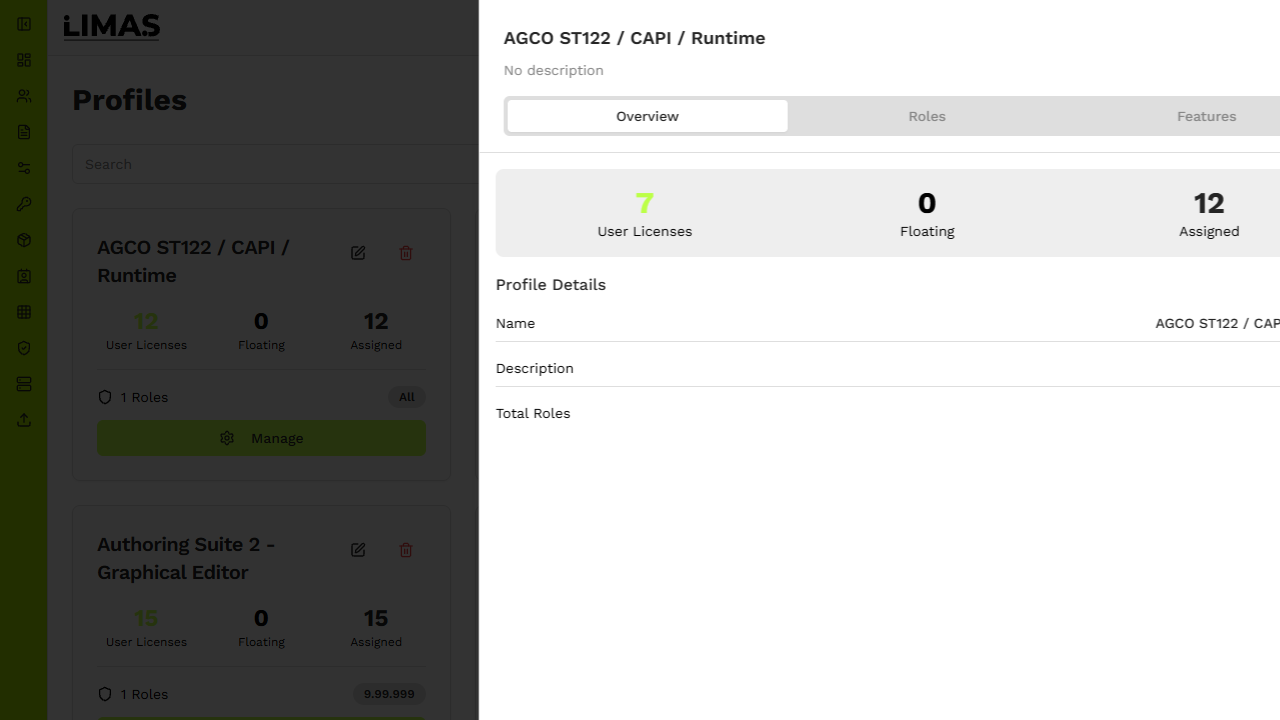 LIMAS
Profiles
Search
AGCO ST122 / CAPI /
Runtime
12
User Licenses
0
Floating
12
Assigned
1 Roles
All
Manage
Authoring Suite 2 -
Graphical Editor
15
User Licenses
0
Floating
15
Assigned
1 Roles
9.99.999
AGCO ST122 / CAPI / Runtime
No description
Overview
Roles
Features
7
User Licenses
0
Floating
12
Assigned
Profile Details
Name
AGCO ST122 / CAP
Description
Total Roles